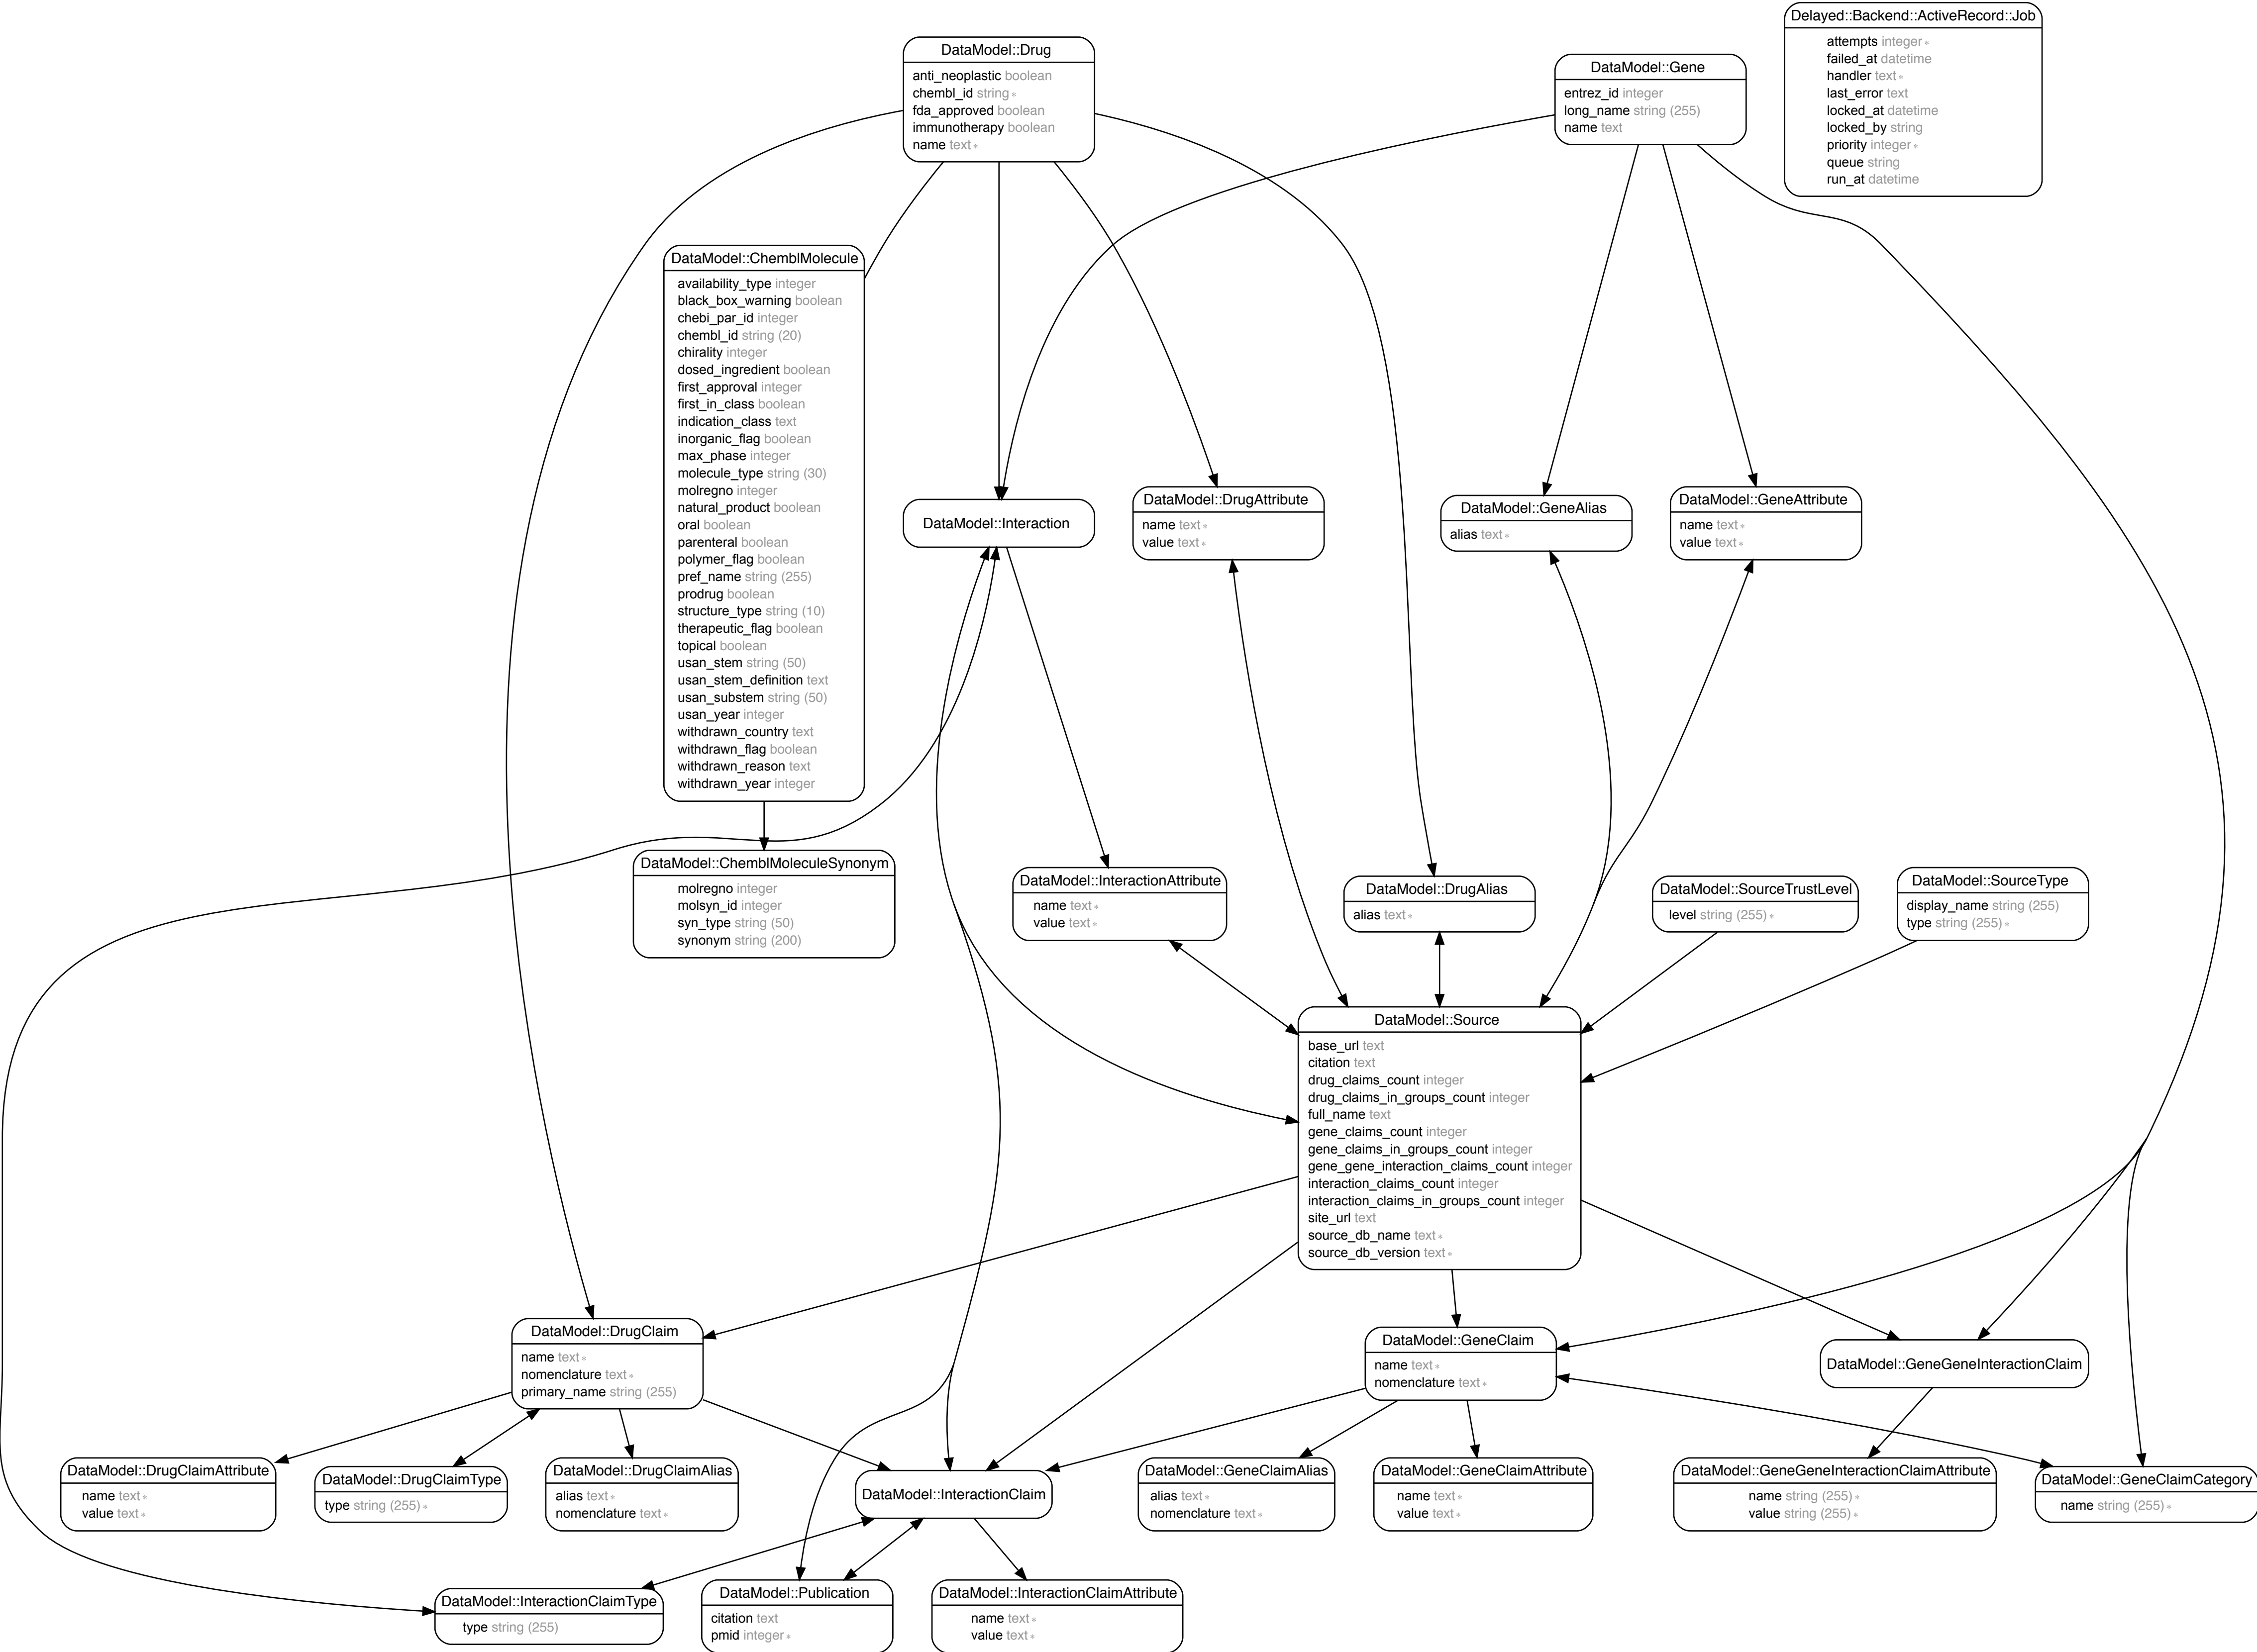 Delayed::Backend::ActiveRecord::Job
attempts integer *
failed_at datetime
handler text *
last_error text
locked_at datetime
locked_by string
priority integer *
queue string
run_at datetime
DataModel::Drug
anti_neoplastic boolean
chembl_id string *
fda_approved boolean
immunotherapy boolean
name text *
DataModel::Gene
entrez_id integer
long_name string (255)
name text
DataModel::ChemblMolecule
availability_type integer
black_box_warning boolean
chebi_par_id integer
chembl_id string (20)
chirality integer
dosed_ingredient boolean
first_approval integer
first_in_class boolean
indication_class text
inorganic_flag boolean
max_phase integer
molecule_type string (30)
molregno integer
natural_product boolean
oral boolean
parenteral boolean
polymer_flag boolean
pref_name string (255)
prodrug boolean
structure_type string (10)
therapeutic_flag boolean
topical boolean
usan_stem string (50)
usan_stem_definition text
usan_substem string (50)
usan_year integer
withdrawn_country text
withdrawn_flag boolean
withdrawn_reason text
withdrawn_year integer
DataModel::Interaction
DataModel::DrugAttribute
name text *
value text *
DataModel::GeneAlias
alias text *
DataModel::GeneAttribute
name text *
value text *
DataModel::ChemblMoleculeSynonym
molregno integer
molsyn_id integer
syn_type string (50)
synonym string (200)
DataModel::InteractionAttribute
name text *
value text *
DataModel::DrugAlias
alias text *
DataModel::SourceTrustLevel
level string (255) *
DataModel::SourceType
display_name string (255)
type string (255) *
DataModel::Source
base_url text
citation text
drug_claims_count integer
drug_claims_in_groups_count integer
full_name text
gene_claims_count integer
gene_claims_in_groups_count integer
gene_gene_interaction_claims_count integer
interaction_claims_count integer
interaction_claims_in_groups_count integer
site_url text
source_db_name text *
source_db_version text *
DataModel::DrugClaim
name text *
nomenclature text *
primary_name string (255)
DataModel::GeneClaim
name text *
nomenclature text *
DataModel::GeneGeneInteractionClaim
DataModel::DrugClaimAttribute
name text *
value text *
DataModel::DrugClaimType
type string (255) *
DataModel::DrugClaimAlias
alias text *
nomenclature text *
DataModel::InteractionClaim
DataModel::GeneClaimAlias
alias text *
nomenclature text *
DataModel::GeneClaimAttribute
name text *
value text *
DataModel::GeneGeneInteractionClaimAttribute
name string (255) *
value string (255) *
DataModel::GeneClaimCategory
name string (255) *
DataModel::InteractionClaimType
type string (255)
DataModel::Publication
citation text
pmid integer *
DataModel::InteractionClaimAttribute
name text *
value text *